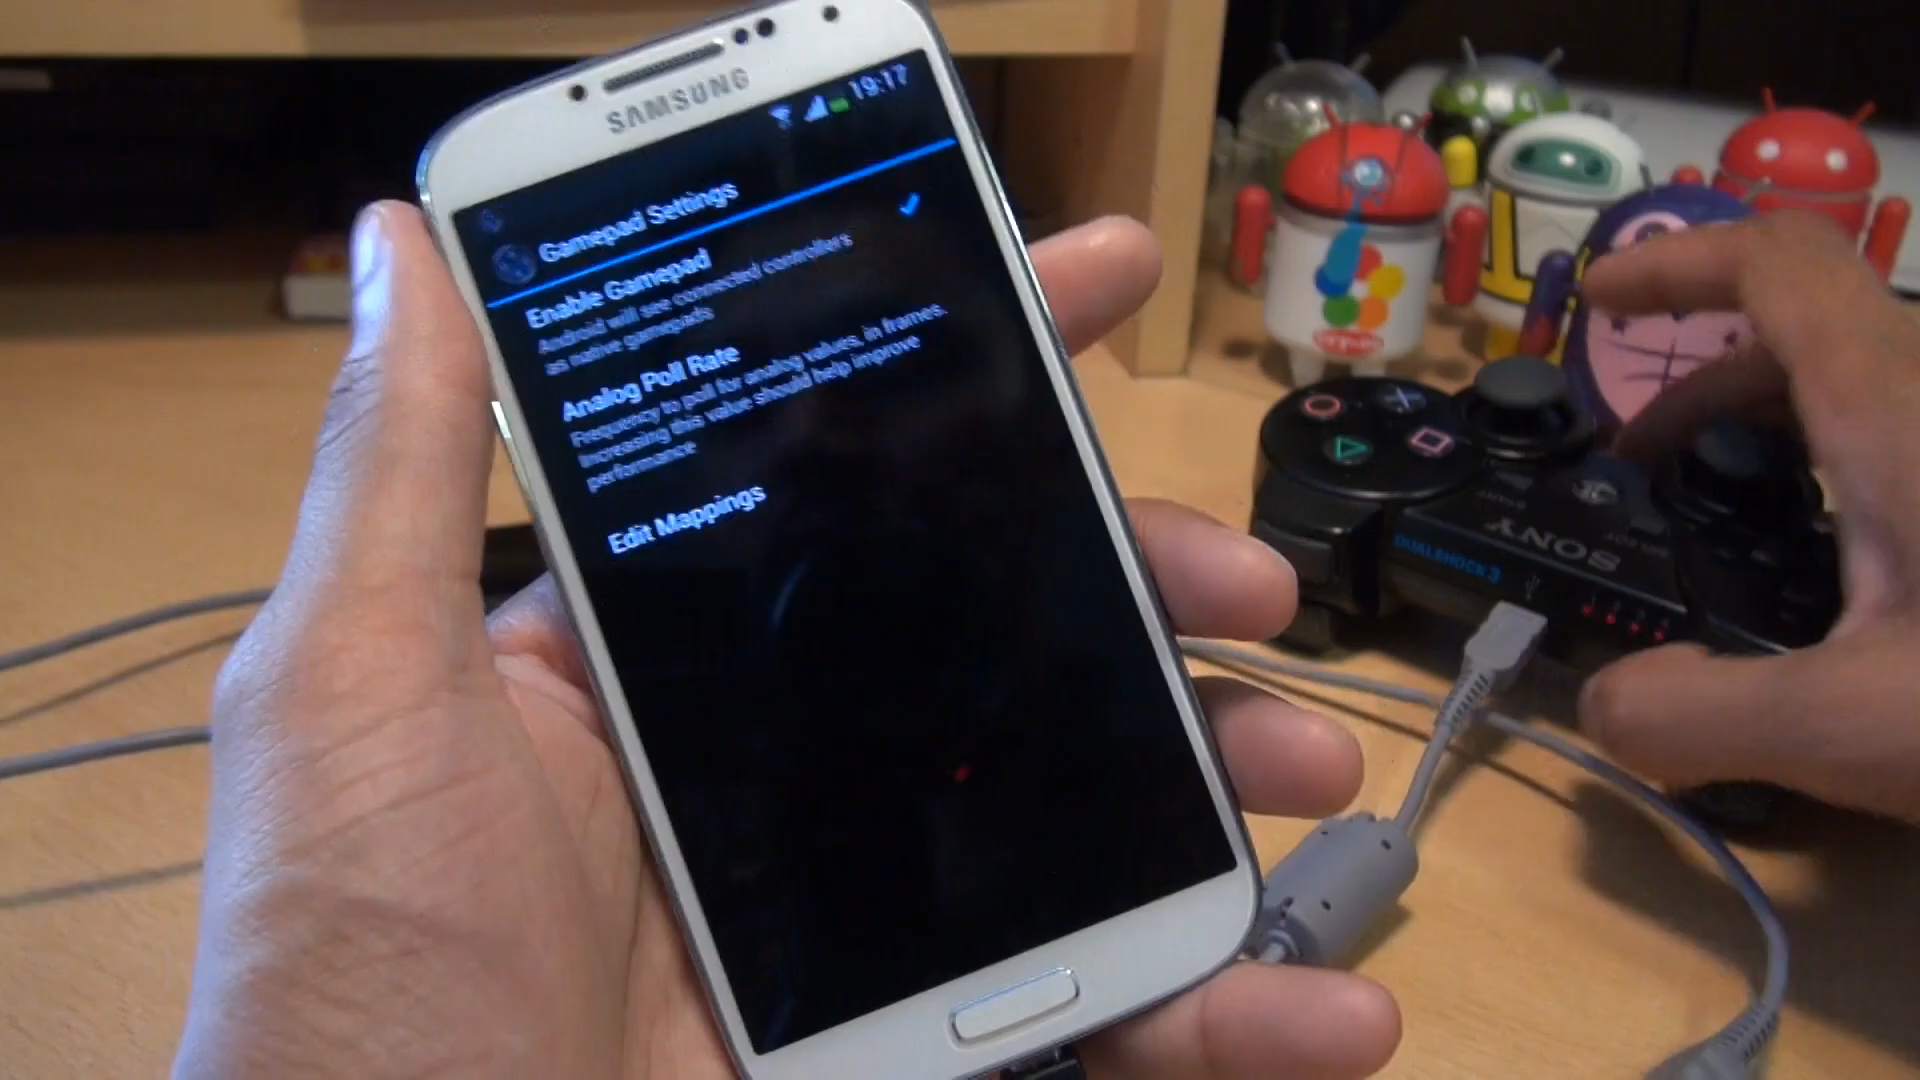 SAMSUNG
19:17
Gamepad Settings
Enable Gamepad
Android will see connected controllers
as native gamepads
Analog Poll Rate
Frequency to poll for analog values, in frames.
Increasing this value should help improve
performance
Edit Mappings
SONY
DUALSHOCK 3